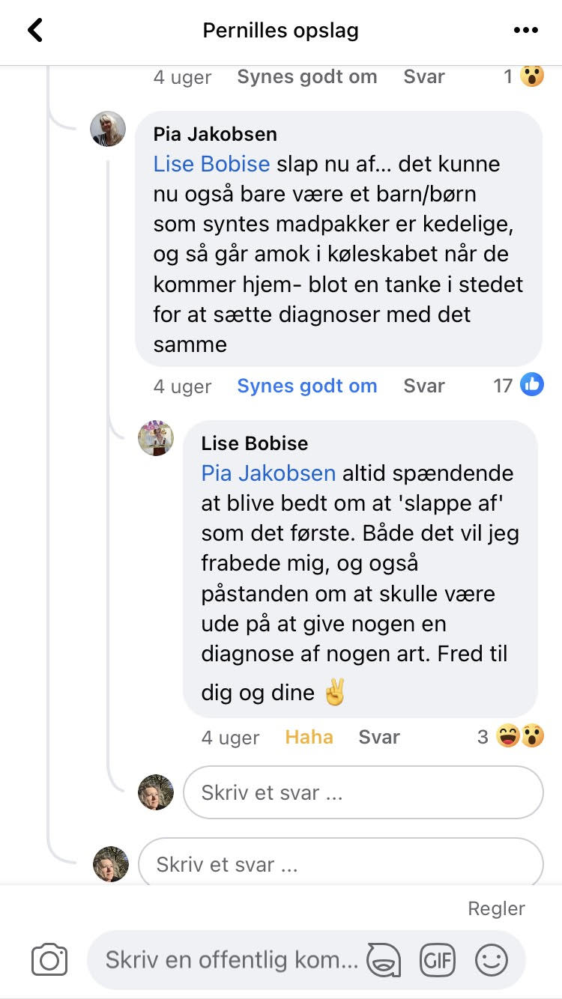 Pernilles opslag
4 uger Synes godt om Svar 1
Pia Jakobsen
Lise Bobise slap nu af... det kunne
nu også bare være et barn/børn
som syntes madpakker er kedelige,
og så går amok i køleskabet når de
kommer hjem- blot en tanke i stedet
for at sætte diagnoser med det
samme
4 uger Synes godt om Svar 17
Lise Bobise
Pia Jakobsen altid spændende
at blive bedt om at 'slappe af'
som det første. Både det vil jeg
frabede mig, og også
påstanden om at skulle være
ude på at give nogen en
diagnose af nogen art. Fred til
dig og dine ✌️
4 uger Haha Svar 3
Skriv et svar ...
Skriv et svar ...
Regler
Skriv en offentlig kom... GIF